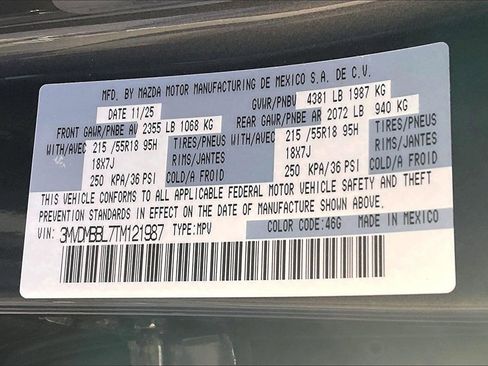 MFD. BY MAZDA MOTOR MANUFACTURING DE MEXICO S.A. DE C.V.
DATE 11/25 GVWR/PNBV 4381 LB 1987 KG
FRONT GAWR/PNBE AV 2355 LB 1068 KG REAR GAWR/PNBE AR 2072 LB 940 KG
WITH/AVEC 215 /55R18 95H TIRES/PNEUS WITH/AVEC 215 /55R18 95H TIRES/PNEUS
18X7J RIMS/JANTES 18X7J RIMS/JANTES
250 KPA/36 PSI COLD/A FROID 250 KPA/36 PSI COLD/A FROID
THIS VEHICLE CONFORMS TO ALL APPLICABLE FEDERAL MOTOR VEHICLE SAFETY AND THEFT
PREVENTION STANDARDS IN EFFECT ON THE DATE OF MANUFACTURE SHOWN ABOVE.
VIN: 3MVDMBBL7TM121987 TYPE:MPV COLOR CODE:46G MADE IN MEXICO